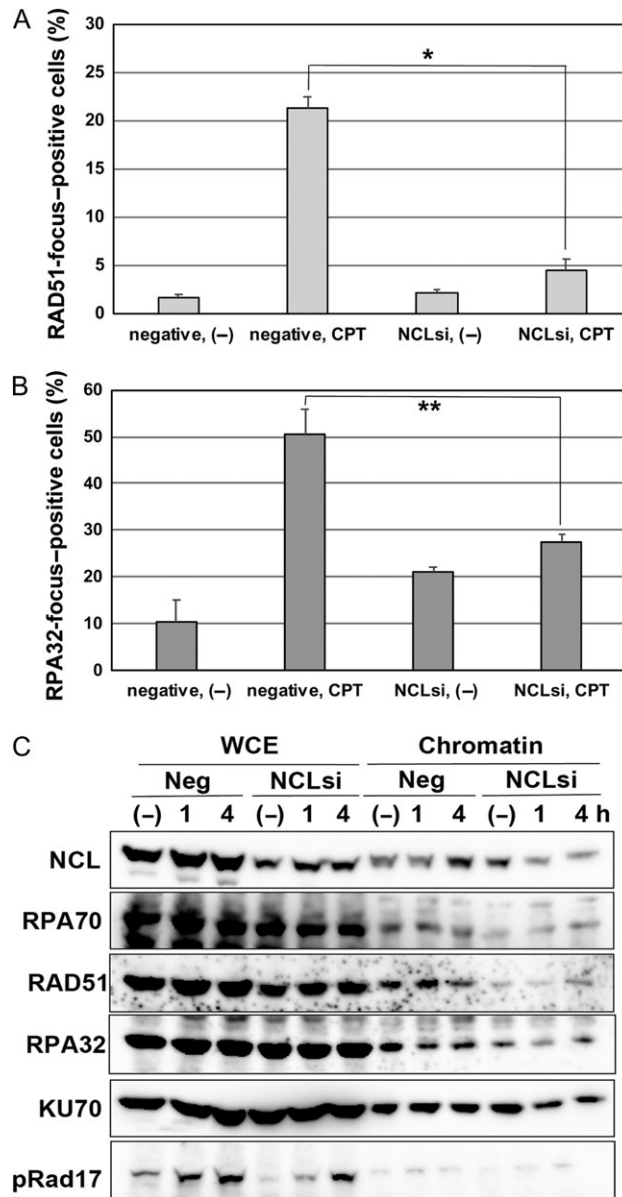 A
RAD51-focus–positive cells (%)
30
25
20
15
10
5
0
*
negative, (–) negative, CPT NCLsi, (–) NCLsi, CPT
B
RPA32-focus–positive cells (%)
60
50
40
30
20
10
0
**
negative, (–) negative, CPT NCLsi, (–) NCLsi, CPT
C
WCE Chromatin
Neg NCLsi Neg NCLsi
(–) 1 4 (–) 1 4 (–) 1 4 (–) 1 4 h
NCL
RPA70
RAD51
RPA32
KU70
pRad17